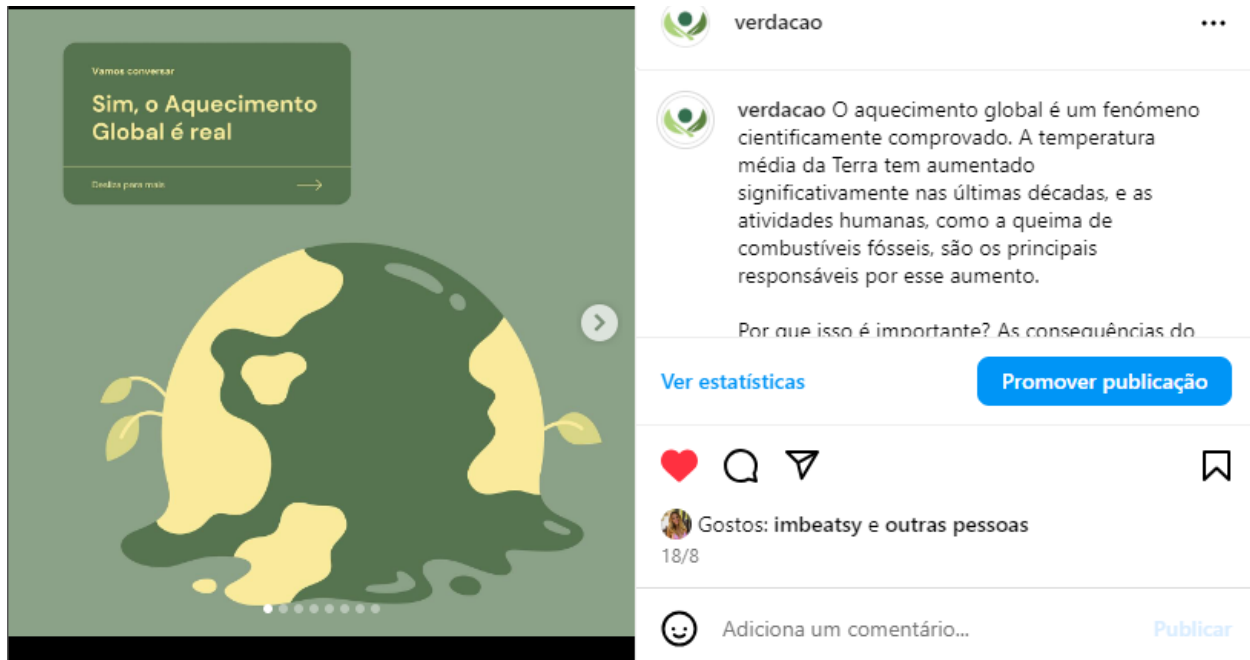 Vamos conversar
Sim, o Aquecimento
Global é real
Desliza para mais
verdacao
verdacao O aquecimento global é um fenómeno
cientificamente comprovado. A temperatura
média da Terra tem aumentado
significativamente nas últimas décadas, e as
atividades humanas, como a queima de
combustíveis fósseis, são os principais
responsáveis por esse aumento.
Por que isso é importante? As consequências do
Ver estatísticas
Promover publicação
Gostos: imbeatsy e outras pessoas
18/8
Adiciona um comentário...
Publicar